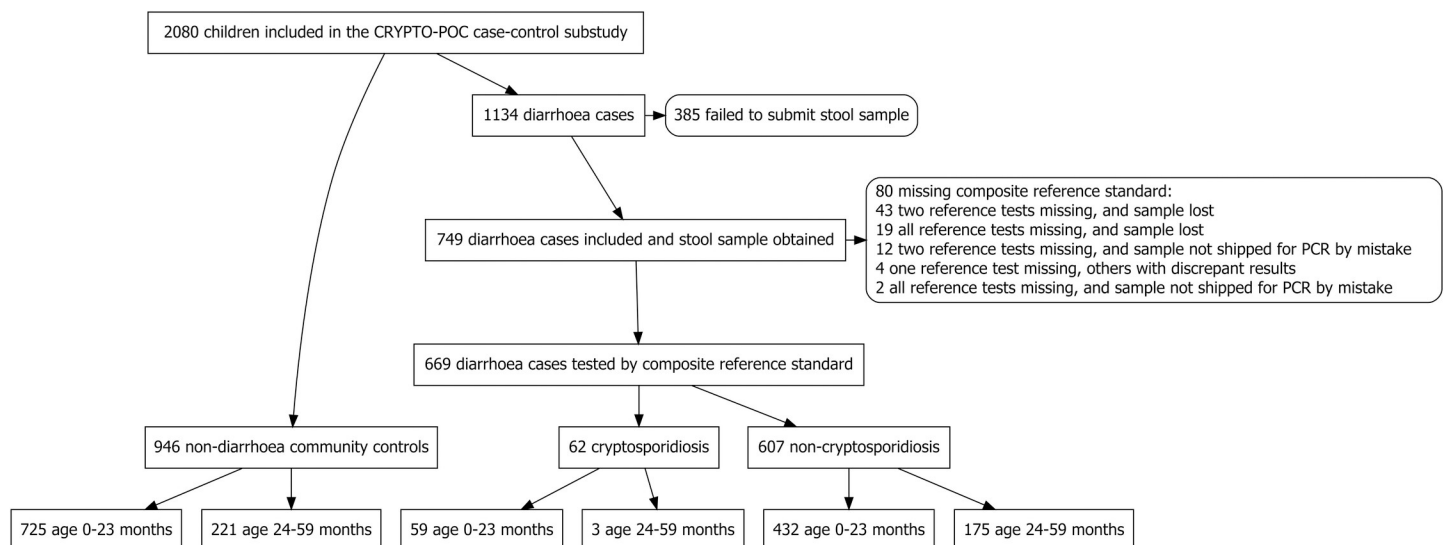 2080 children included in the CRYPTO-POC case-control substudy
1134 diarrhoea cases
385 failed to submit stool sample
749 diarrhoea cases included and stool sample obtained
80 missing composite reference standard:
43 two reference tests missing, and sample lost
19 all reference tests missing, and sample lost
12 two reference tests missing, and sample not shipped for PCR by mistake
4 one reference test missing, others with discrepant results
2 all reference tests missing, and sample not shipped for PCR by mistake
669 diarrhoea cases tested by composite reference standard
946 non-diarrhoea community controls
62 cryptosporidiosis
607 non-cryptosporidiosis
725 age 0-23 months
221 age 24-59 months
59 age 0-23 months
3 age 24-59 months
432 age 0-23 months
175 age 24-59 months